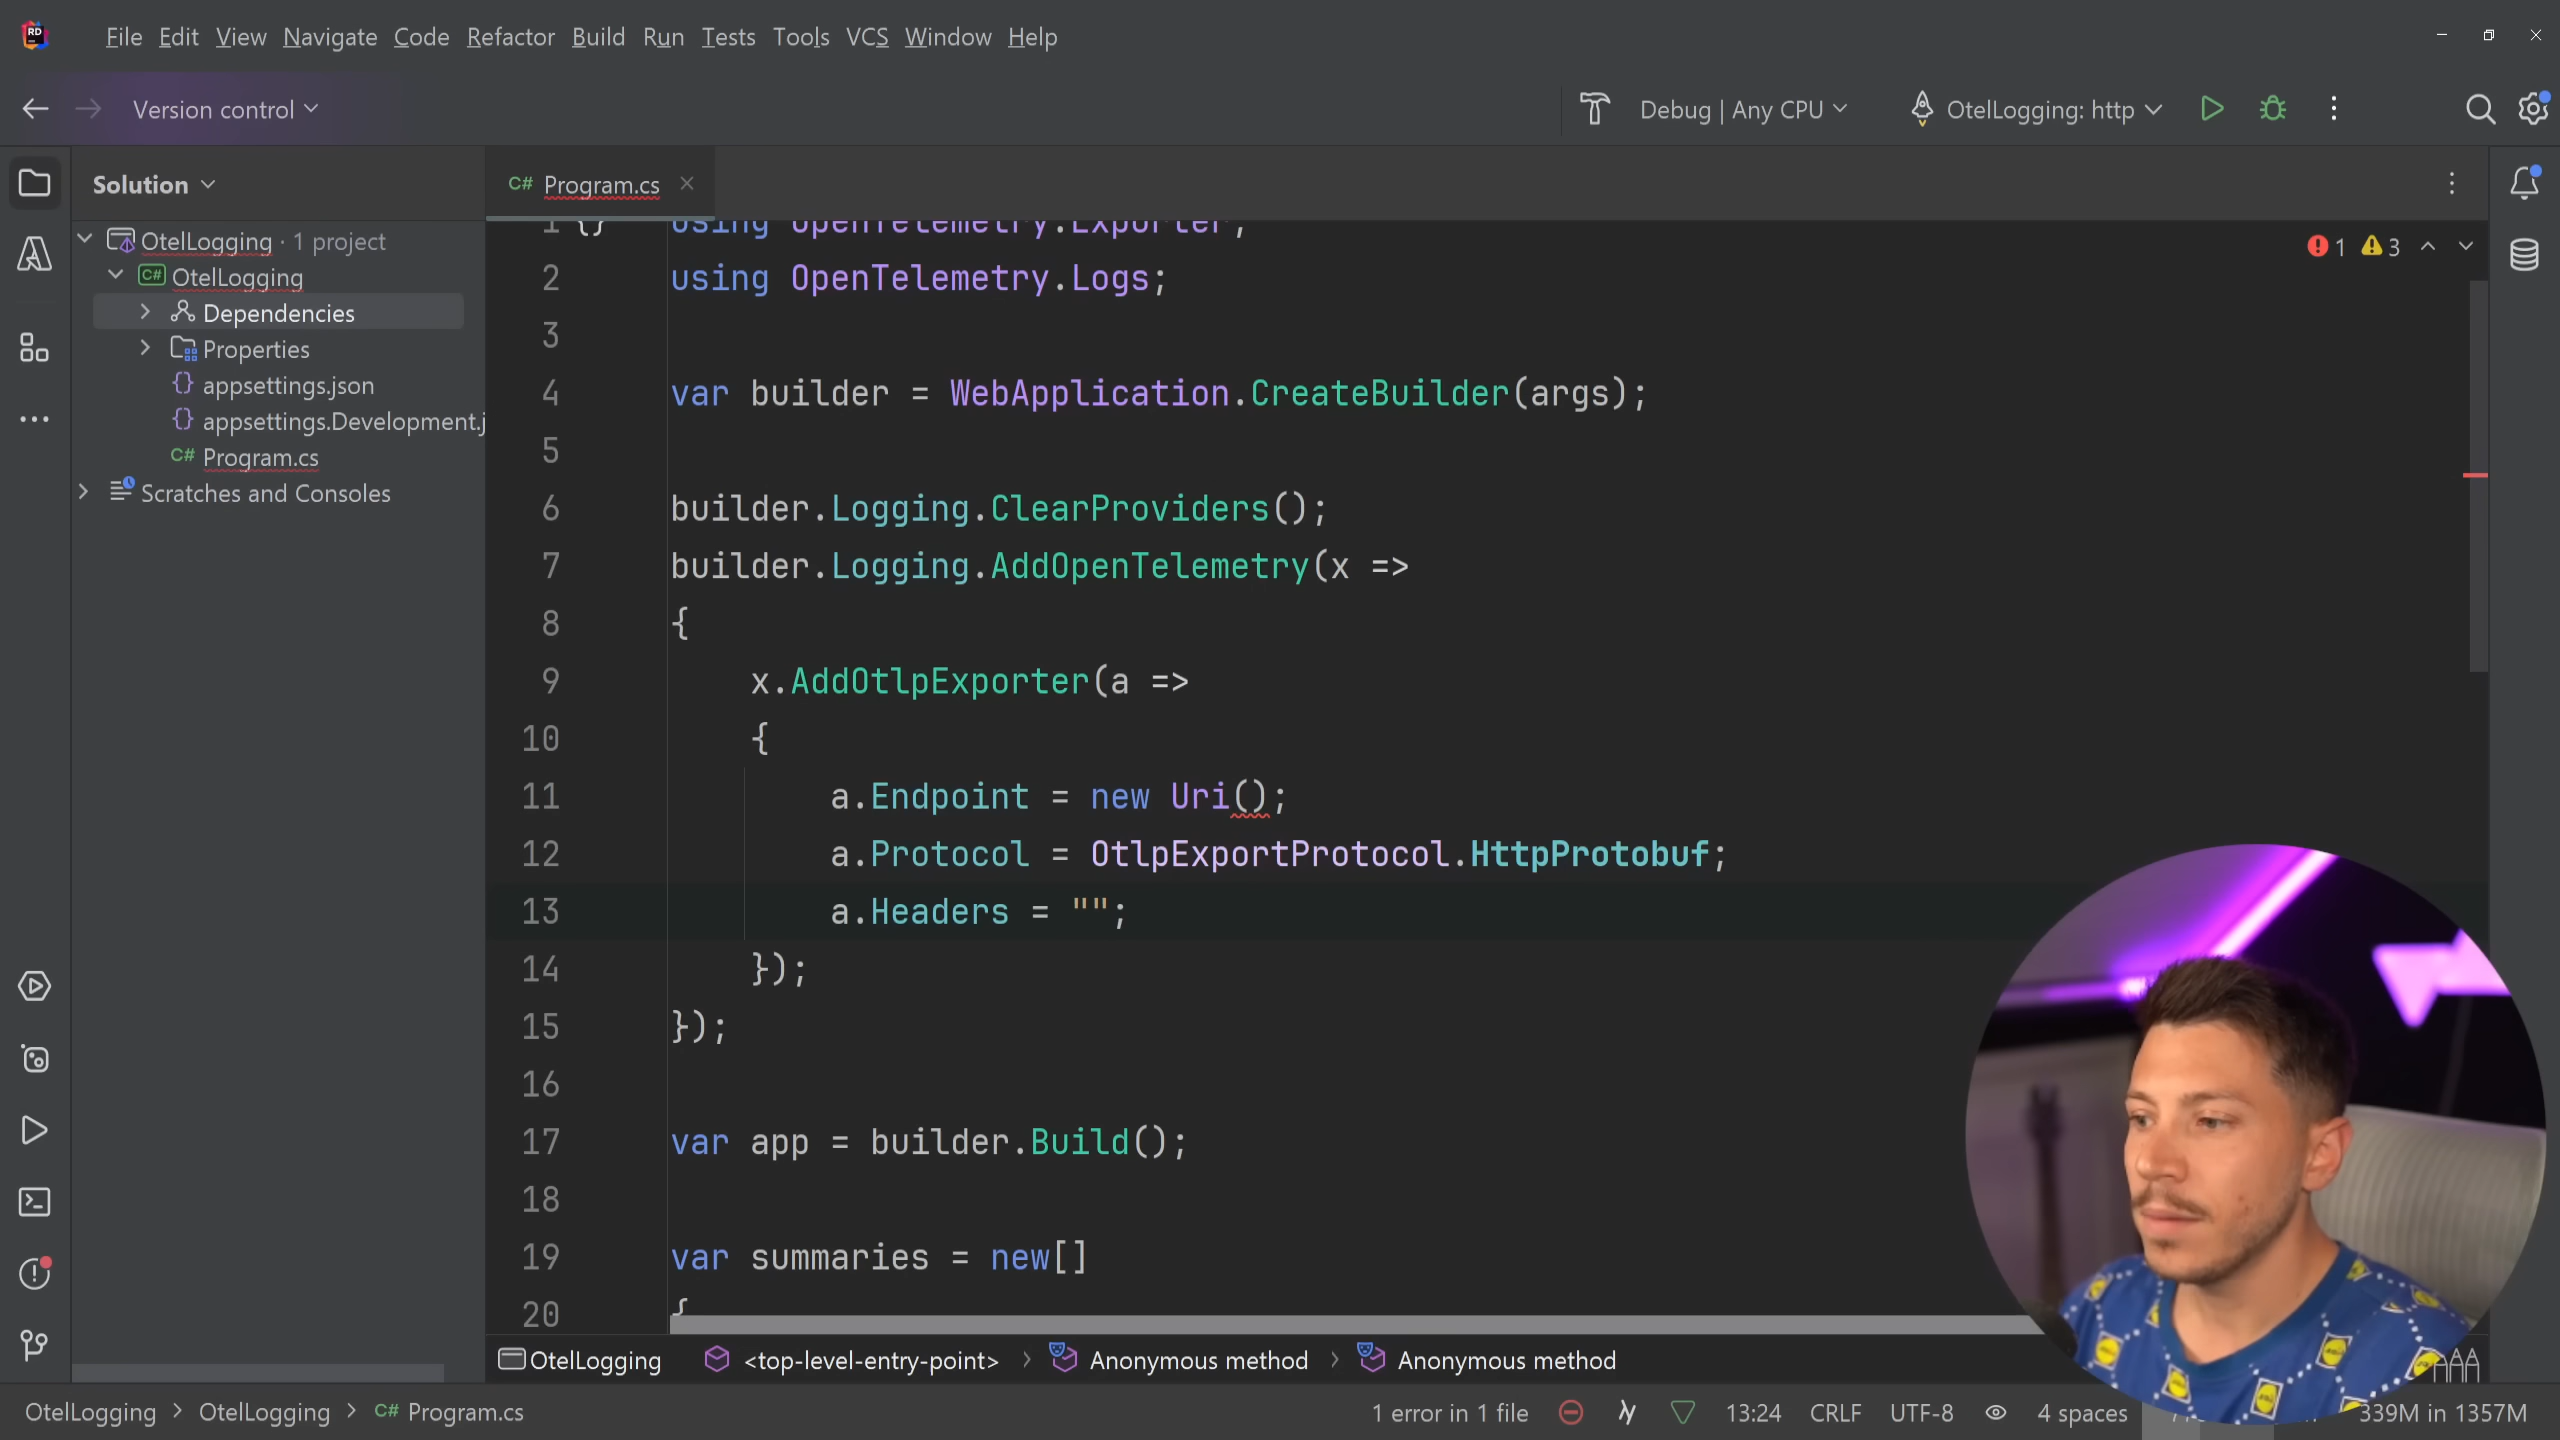 RD
File Edit View Navigate Code Refactor Build Run Tests Tools VCS Window Help
Version control
Debug | Any CPU
OtelLogging: http
Solution
C# Program.cs
OtelLogging · 1 project
C# OtelLogging
Dependencies
Properties
{} appsettings.json
{} appsettings.Development.j
C# Program.cs
Scratches and Consoles
1 {} using OpenTelemetry.Exporter;
1 3
2 using OpenTelemetry.Logs;
3
4 var builder = WebApplication.CreateBuilder(args);
5
6 builder.Logging.ClearProviders();
7 builder.Logging.AddOpenTelemetry(x =>
8 {
9 x.AddOtlpExporter(a =>
10 {
11 a.Endpoint = new Uri();
12 a.Protocol = OtlpExportProtocol.HttpProtobuf;
13 a.Headers = "";
14 });
15 });
16
17 var app = builder.Build();
18
19 var summaries = new[]
20 {
OtelLogging <top-level-entry-point> › Anonymous method › Anonymous method
OtelLogging > OtelLogging > C# Program.cs
1 error in 1 file
13:24 CRLF UTF-8 4 spaces
339M in 1357M